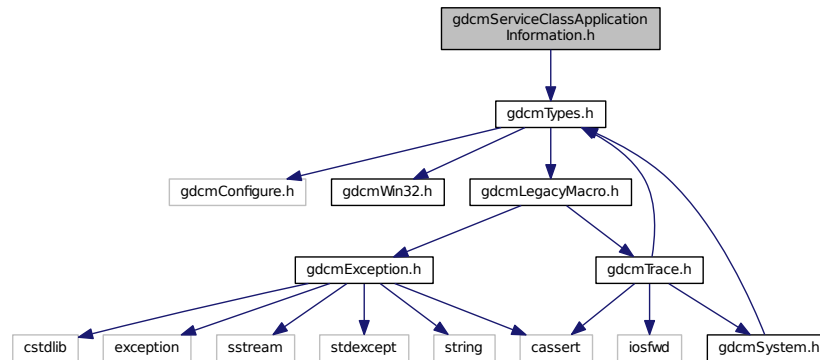 gdcmServiceClassApplication
Information.h
gdcmTypes.h
gdcmConfigure.h
gdcmWin32.h
gdcmLegacyMacro.h
gdcmException.h
gdcmTrace.h
cstdlib
exception
sstream
stdexcept
string
cassert
iosfwd
gdcmSystem.h